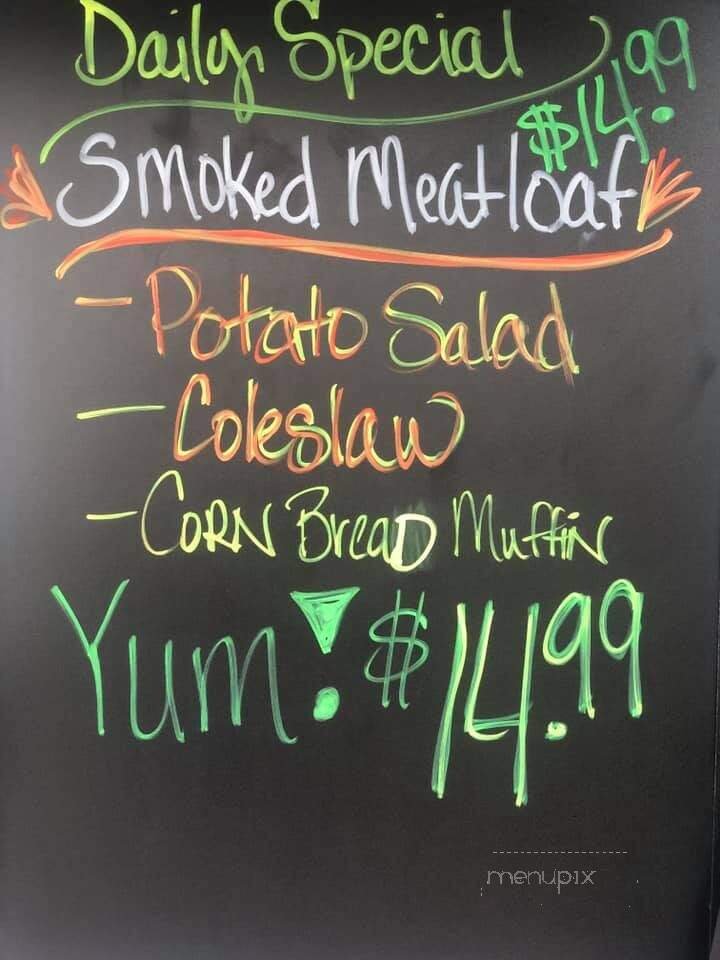 Daily Special $14.99
Smoked Meatloaf
- Potato Salad
- Coleslaw
- CORN BreaD MuffiN
Yum! $14.99
menupix